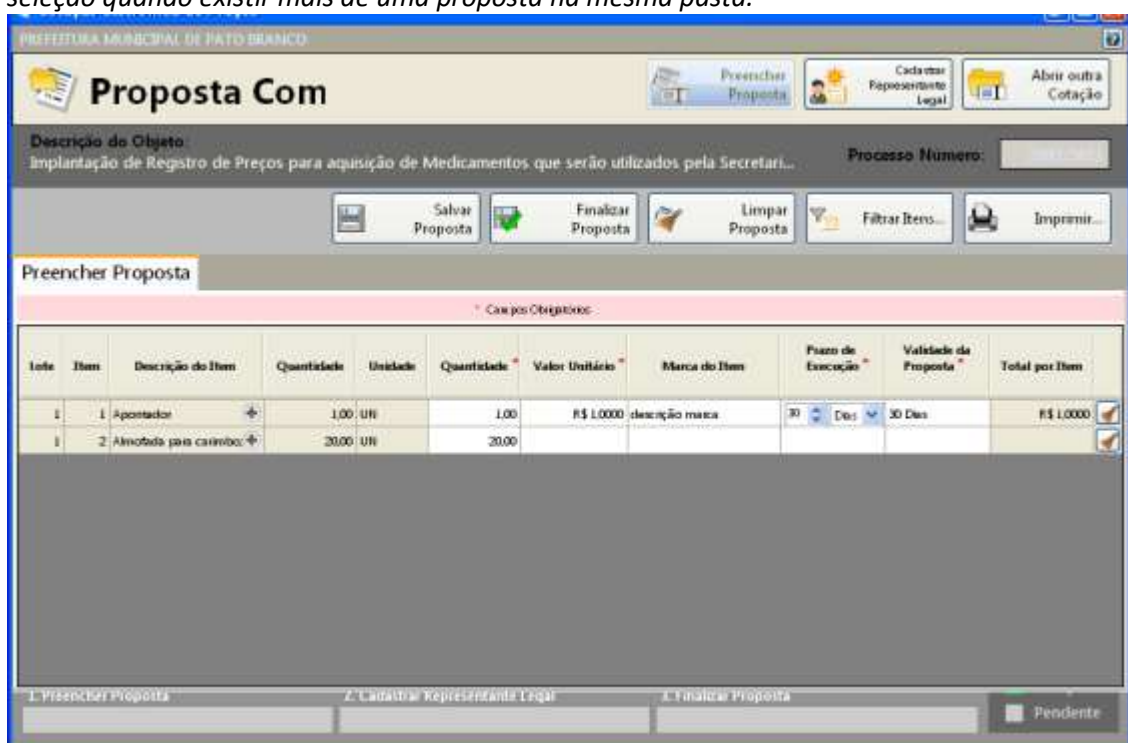 seleção quando existir mais de uma proposta na mesma pasta.
PREFEITURA MUNICIPAL DE PATO BRANCO
Proposta Com
Preencher
Proposta
Cadastrar
Representante
Legal
Abrir outra
Cotação
Descrição do Objeto:
Implantação de Registro de Preços para aquisição de Medicamentos que serão utilizados pela Secretari...
Processo Numero:
Salvar
Proposta
Finalizar
Proposta
Limpar
Proposta
Filtrar Itens...
Imprimir...
Preencher Proposta
* Campos Obrigatórios
Lote Item Descrição do Item Quantidade Unidade Quantidade * Valor Unitário * Marca do Item Prazo de Execução * Validade da Proposta * Total por Item
1 1 Apontador + 1,00 UN 1,00 R$ 1,0000 descrição marca 30 Dias 30 Dias R$ 1,0000
1 2 Almofada para carimbo: + 20,00 UN 20,00
1. Preencher Proposta 2. Cadastrar Representante Legal 3. Finalizar Proposta
Pendente